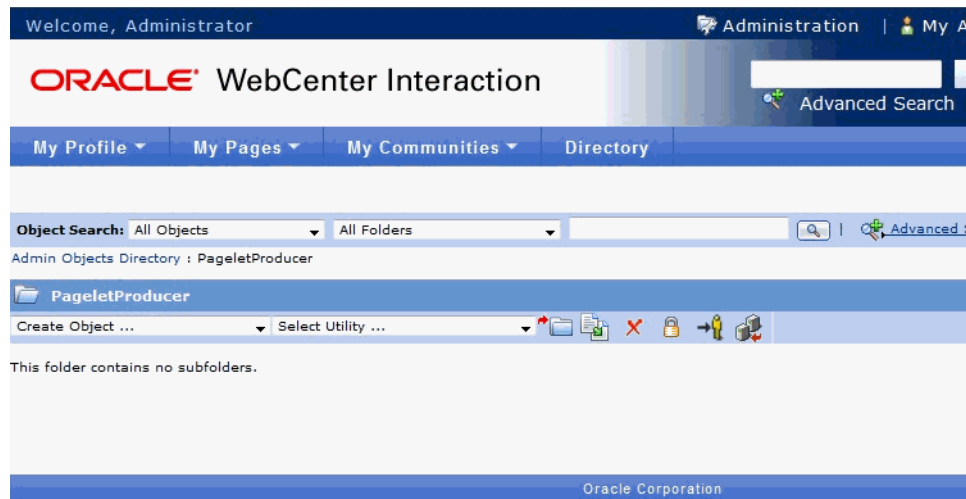 Welcome, Administrator Administration | My A
ORACLE WebCenter Interaction
Advanced Search
My Profile My Pages My Communities Directory
Object Search: All Objects All Folders | Advanced
Admin Objects Directory : PageletProducer
PageletProducer
Create Object ... Select Utility ...
This folder contains no subfolders.
Oracle Corporation